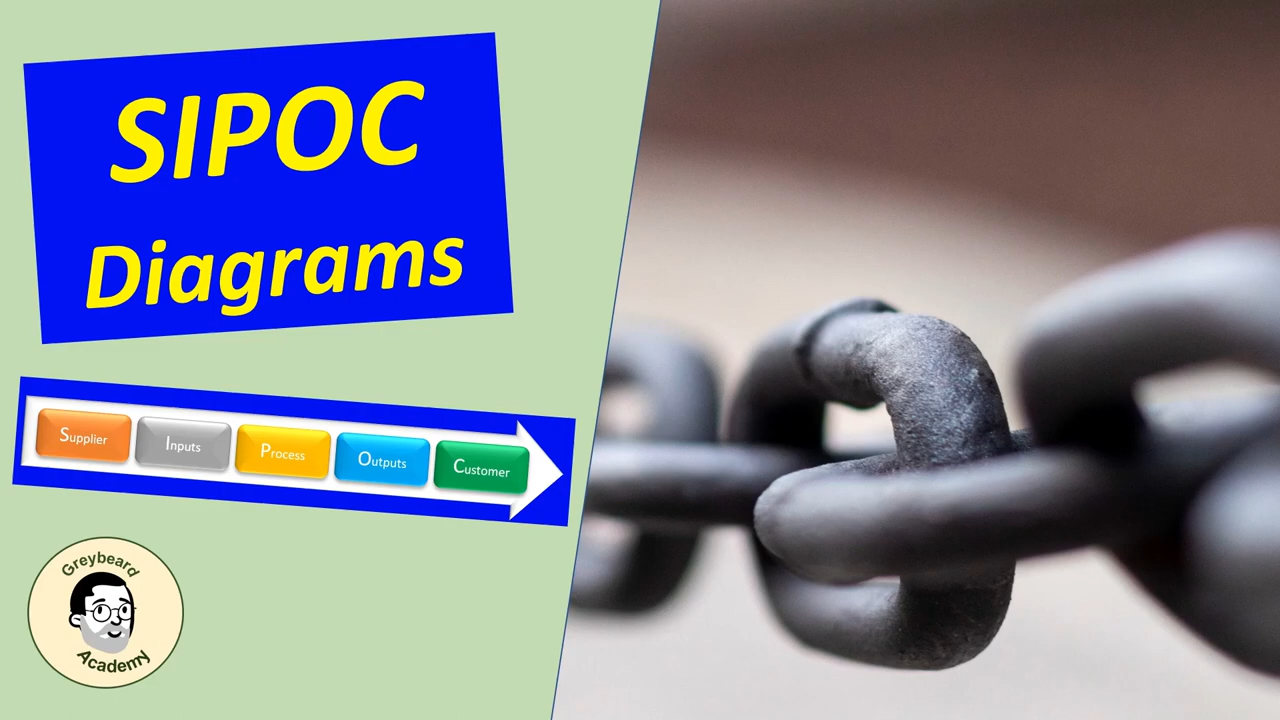 SIPOC
Diagrams
Supplier Inputs Process Outputs Customer
Greybeard
Academy